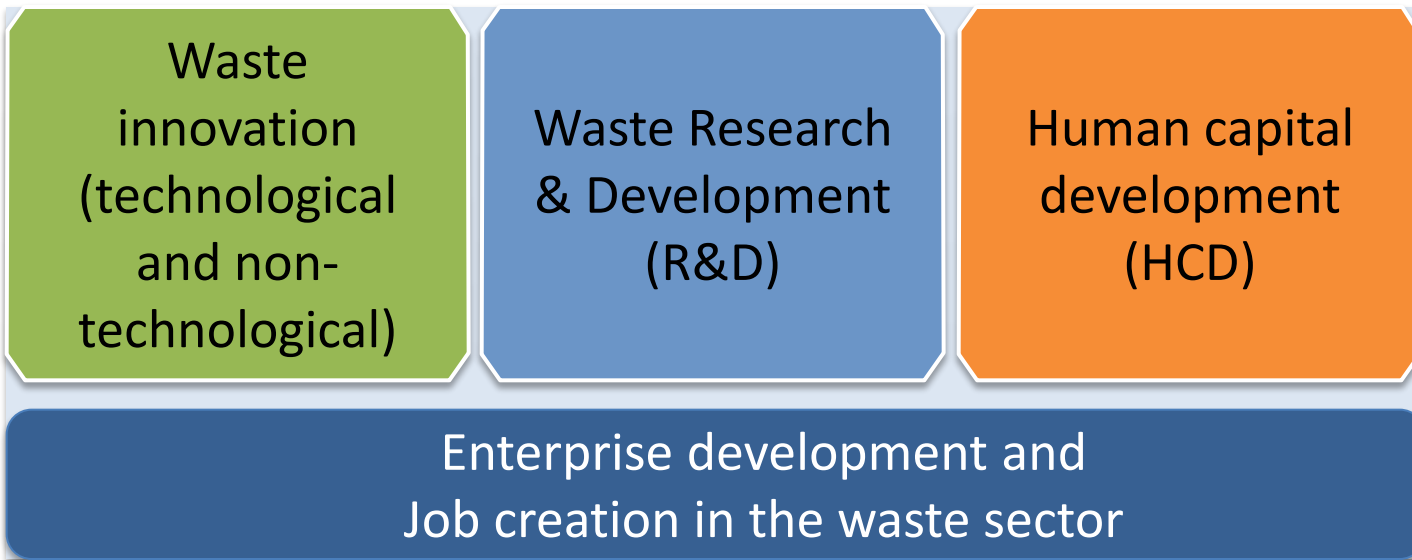 Waste
innovation
(technological
and non-
technological)
Waste Research
& Development
(R&D)
Human capital
development
(HCD)
Enterprise development and
Job creation in the waste sector